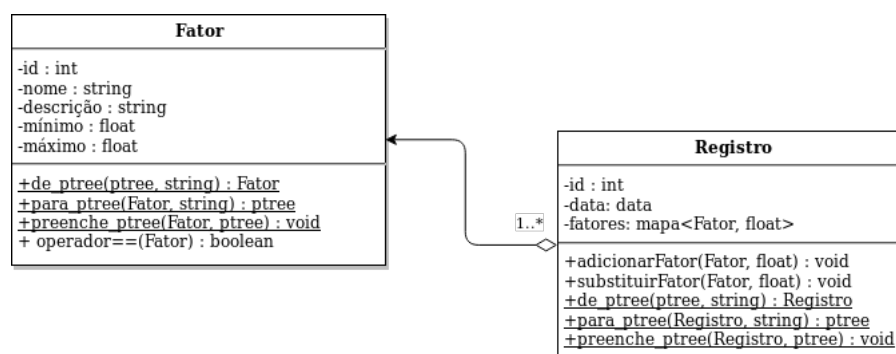 Fator
-id : int
-nome : string
-descrição : string
-mínimo : float
-máximo : float
+de_ptree(ptree, string) : Fator
+para_ptree(Fator, string) : ptree
+preenche_ptree(Fator, ptree) : void
+ operador==(Fator) : boolean
1..*
Registro
-id : int
-data: data
-fatores: mapa<Fator, float>
+adicionarFator(Fator, float) : void
+substituirFator(Fator, float) : void
+de_ptree(ptree, string) : Registro
+para_ptree(Registro, string) : ptree
+preenche_ptree(Registro, ptree) : void